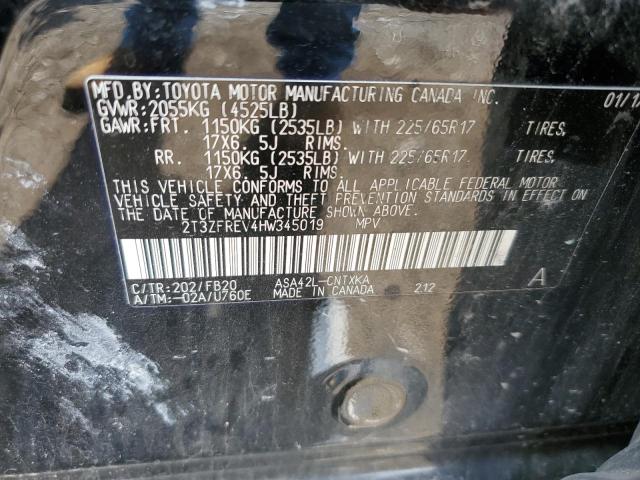 MFD.BY:TOYOTA MOTOR MANUFACTURING CANADA INC. 01/1
GVWR:2055KG (4525LB)
GAWR:FRT. 1150KG (2535LB) WITH 225/65R17 TIRES,
17X6. 5J RIMS.
RR. 1150KG (2535LB) WITH 225/65R17. TIRES,
17X6. 5J RIMS.
THIS VEHICLE CONFORMS TO ALL APPLICABLE FEDERAL MOTOR
VEHICLE SAFETY AND THEFT PREVENTION STANDARDS IN EFFECT ON
THE DATE OF MANUFACTURE SHOWN ABOVE.
2T3ZFREV4HW345019 MPV
C/TR:202/FB20 ASA42L-CNTXKA A
A/TM:-02A/U760E MADE IN CANADA 212